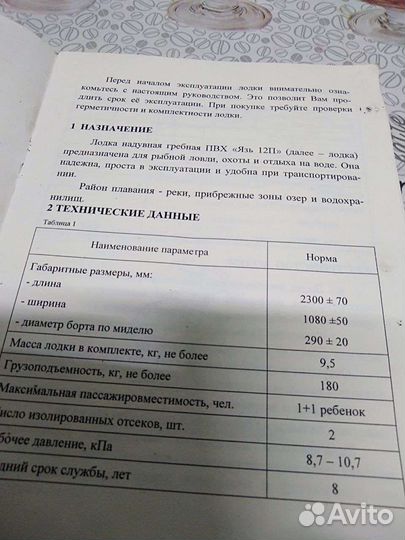 Перед началом эксплуатации лодки внимательно озна-
комьтесь с настоящим руководством. Это позволит Вам про-
длить срок её эксплуатации. При покупке требуйте проверки
герметичности и комплектности лодки.
1 НАЗНАЧЕНИЕ
Лодка надувная гребная ПВХ «Язь 12П» (далее – лодка)
предназначена для рыбной ловли, охоты и отдыха на воде. Она
надежна, проста в эксплуатации и удобна при транспортирова-
нии.
Район плавания - реки, прибрежные зоны озер и водохра-
нилищ.
2 ТЕХНИЧЕСКИЕ ДАННЫЕ
Таблица 1
Наименование параметра Норма
Габаритные размеры, мм:
- длина 2300 ± 70
- ширина 1080 ±50
- диаметр борта по миделю 290 ± 20
Масса лодки в комплекте, кг, не более 9,5
Грузоподъемность, кг, не более 180
Максимальная пассажировместимость, чел. 1+1 ребенок
исло изолированных отсеков, шт. 2
бочее давление, кПа 8,7 – 10,7
дний срок службы, лет 8
Avito